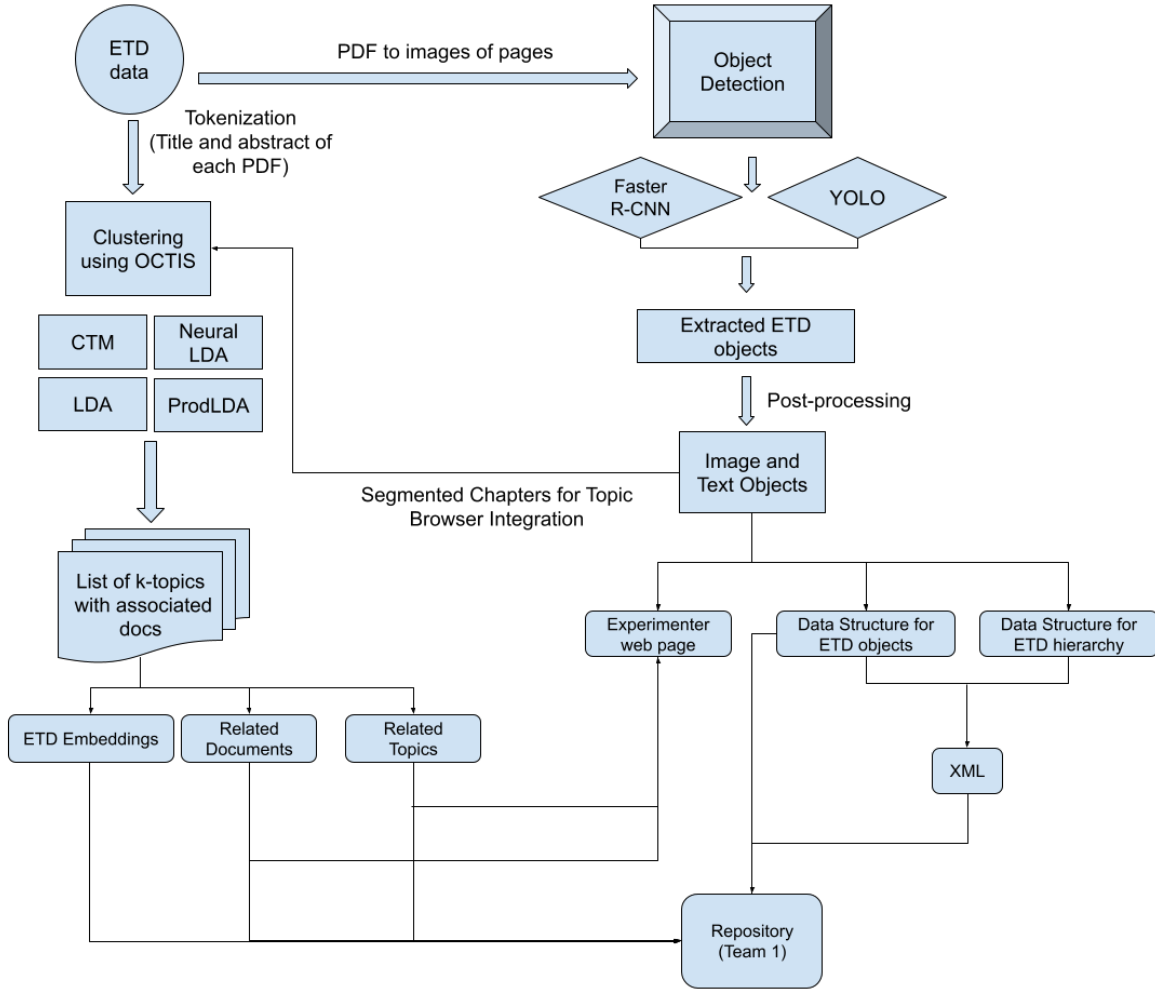 ETD
data
PDF to images of pages
Object
Detection
Tokenization
(Title and abstract of
each PDF)
Faster
R-CNN
YOLO
Clustering
using OCTIS
CTM
Neural
LDA
LDA
ProdLDA
Extracted ETD
objects
Post-processing
Image and
Text Objects
Segmented Chapters for Topic
Browser Integration
List of k-topics
with associated
docs
Experimenter
web page
Data Structure for
ETD objects
Data Structure for
ETD hierarchy
ETD Embeddings
Related
Documents
Related
Topics
XML
Repository
(Team 1)